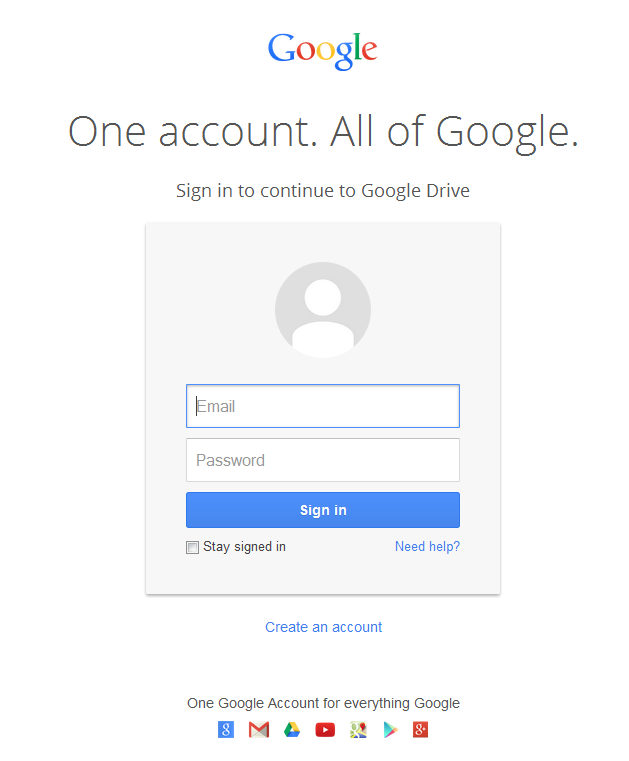 Google
One account. All of Google.
Sign in to continue to Google Drive
Email
Password
Sign in
Stay signed in Need help?
Create an account
One Google Account for everything Google
8 g+